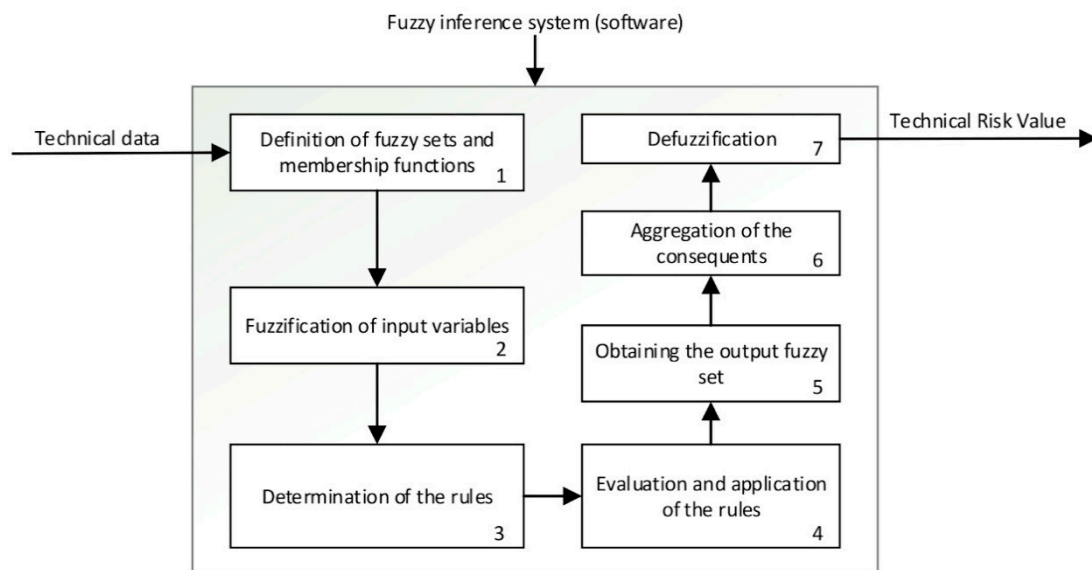 Fuzzy inference system (software)
Technical data
Definition of fuzzy sets and
membership functions
1
Fuzzification of input variables
2
Determination of the rules
3
Evaluation and application
of the rules
4
Obtaining the output fuzzy
set
5
Aggregation of the
consequents
6
Defuzzification
7
Technical Risk Value